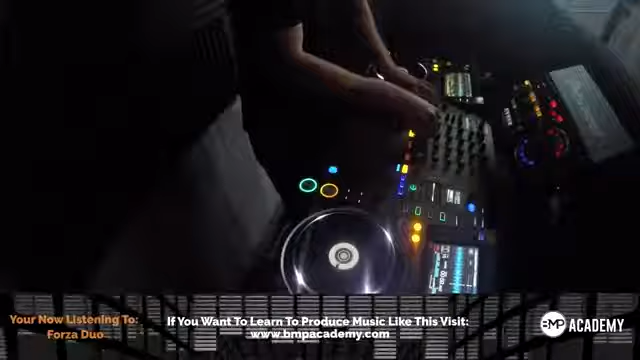 Your Now Listening To:
Forza Duo
If You Want To Learn To Produce Music Like This Visit:
www.bmpacademy.com
BMP ACADEMY